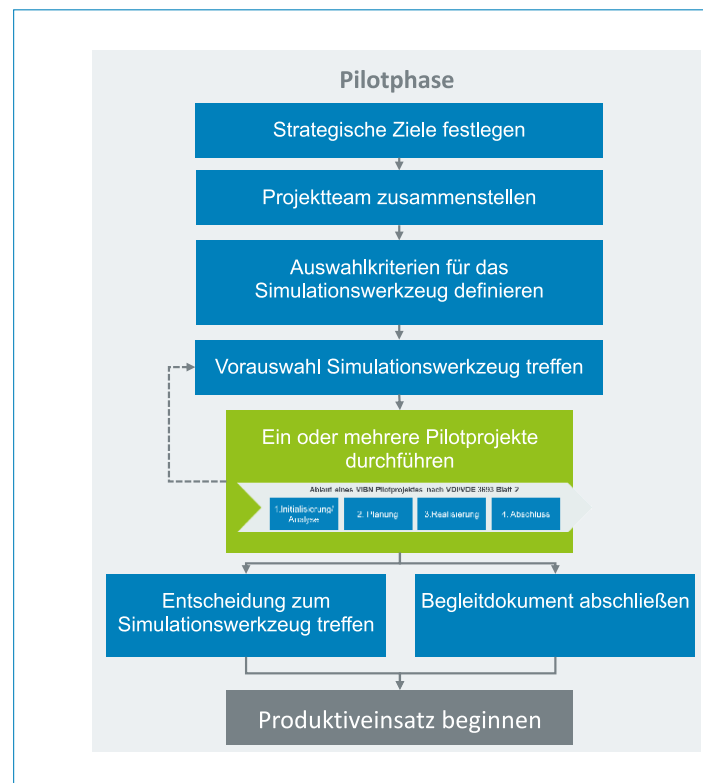 Pilotphase
Strategische Ziele festlegen
Projektteam zusammenstellen
Auswahlkriterien für das
Simulationswerkzeug definieren
Vorauswahl Simulationswerkzeug treffen
Ein oder mehrere Pilotprojekte
durchführen
Ablauf eines VIBN Pilotprojektes nach VDI/VDE 3693 Blatt 2
1.Initialisierung/
Analyse
2. Planung
3.Realisierung
4. Abschluss
Entscheidung zum
Simulationswerkzeug treffen
Begleitdokument abschließen
Produktiveinsatz beginnen